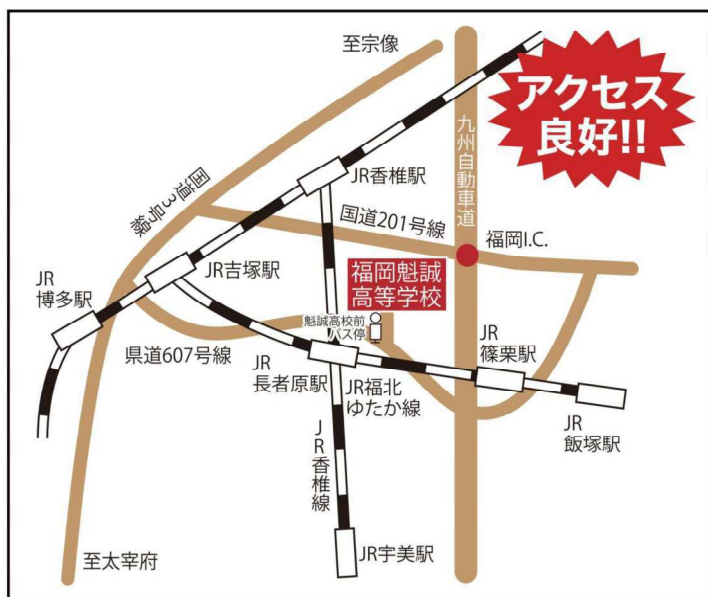 至宗像
アクセス
良好!!
九州自動車道
JR香椎駅
国道3号線
国道201号線
福岡I.C.
JR吉塚駅
福岡魁誠
高等学校
JR
博多駅
魁誠高校前
バス停
県道607号線
JR
長者原駅
JR
篠栗駅
JR福北
ゆたか線
JR
飯塚駅
JR香椎線
JR宇美駅
至太宰府